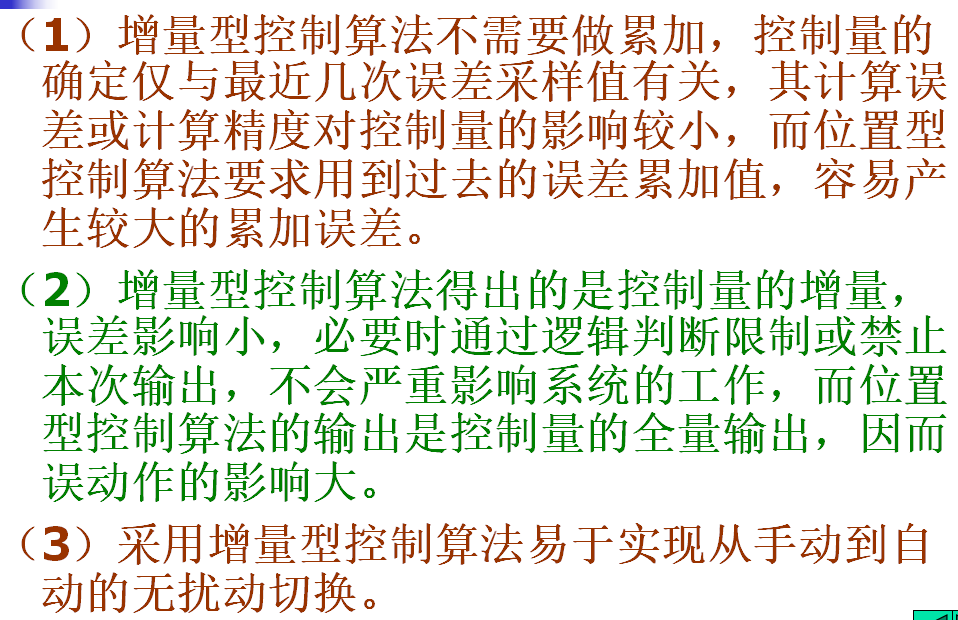 （1）增量型控制算法不需要做累加，控制量的
确定仅与最近几次误差采样值有关，其计算误
差或计算精度对控制量的影响较小，而位置型
控制算法要求用到过去的误差累加值，容易产
生较大的累加误差。
（2）增量型控制算法得出的是控制量的增量，
误差影响小，必要时通过逻辑判断限制或禁止
本次输出，不会严重影响系统的工作，而位置
型控制算法的输出是控制量的全量输出，因而
误动作的影响大。
（3）采用增量型控制算法易于实现从手动到自
动的无扰动切换。